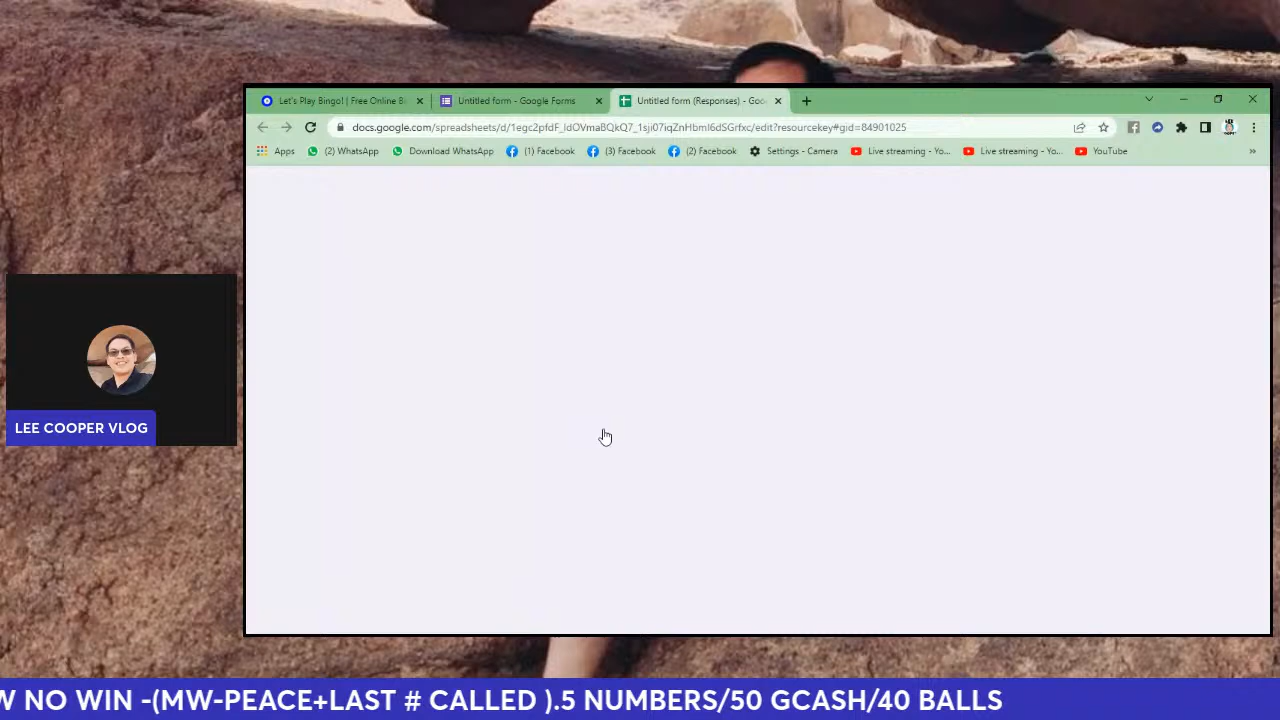 Let's Play Bingo! | Free Online B
Untitled form - Google Forms
Untitled form (Responses) - Goo
docs.google.com/spreadsheets/d/1egc2pfdF_ldOVmaBQkQ7_1sji07iqZnHbmI6dSGrfxc/edit?resourcekey#gid=84901025
Apps
(2) WhatsApp
Download WhatsApp
(1) Facebook
(3) Facebook
(2) Facebook
Settings - Camera
Live streaming - Yo...
Live streaming - Yo...
YouTube
LEE COOPER VLOG
W NO WIN -(MW-PEACE+LAST # CALLED ).5 NUMBERS/50 GCASH/40 BALLS